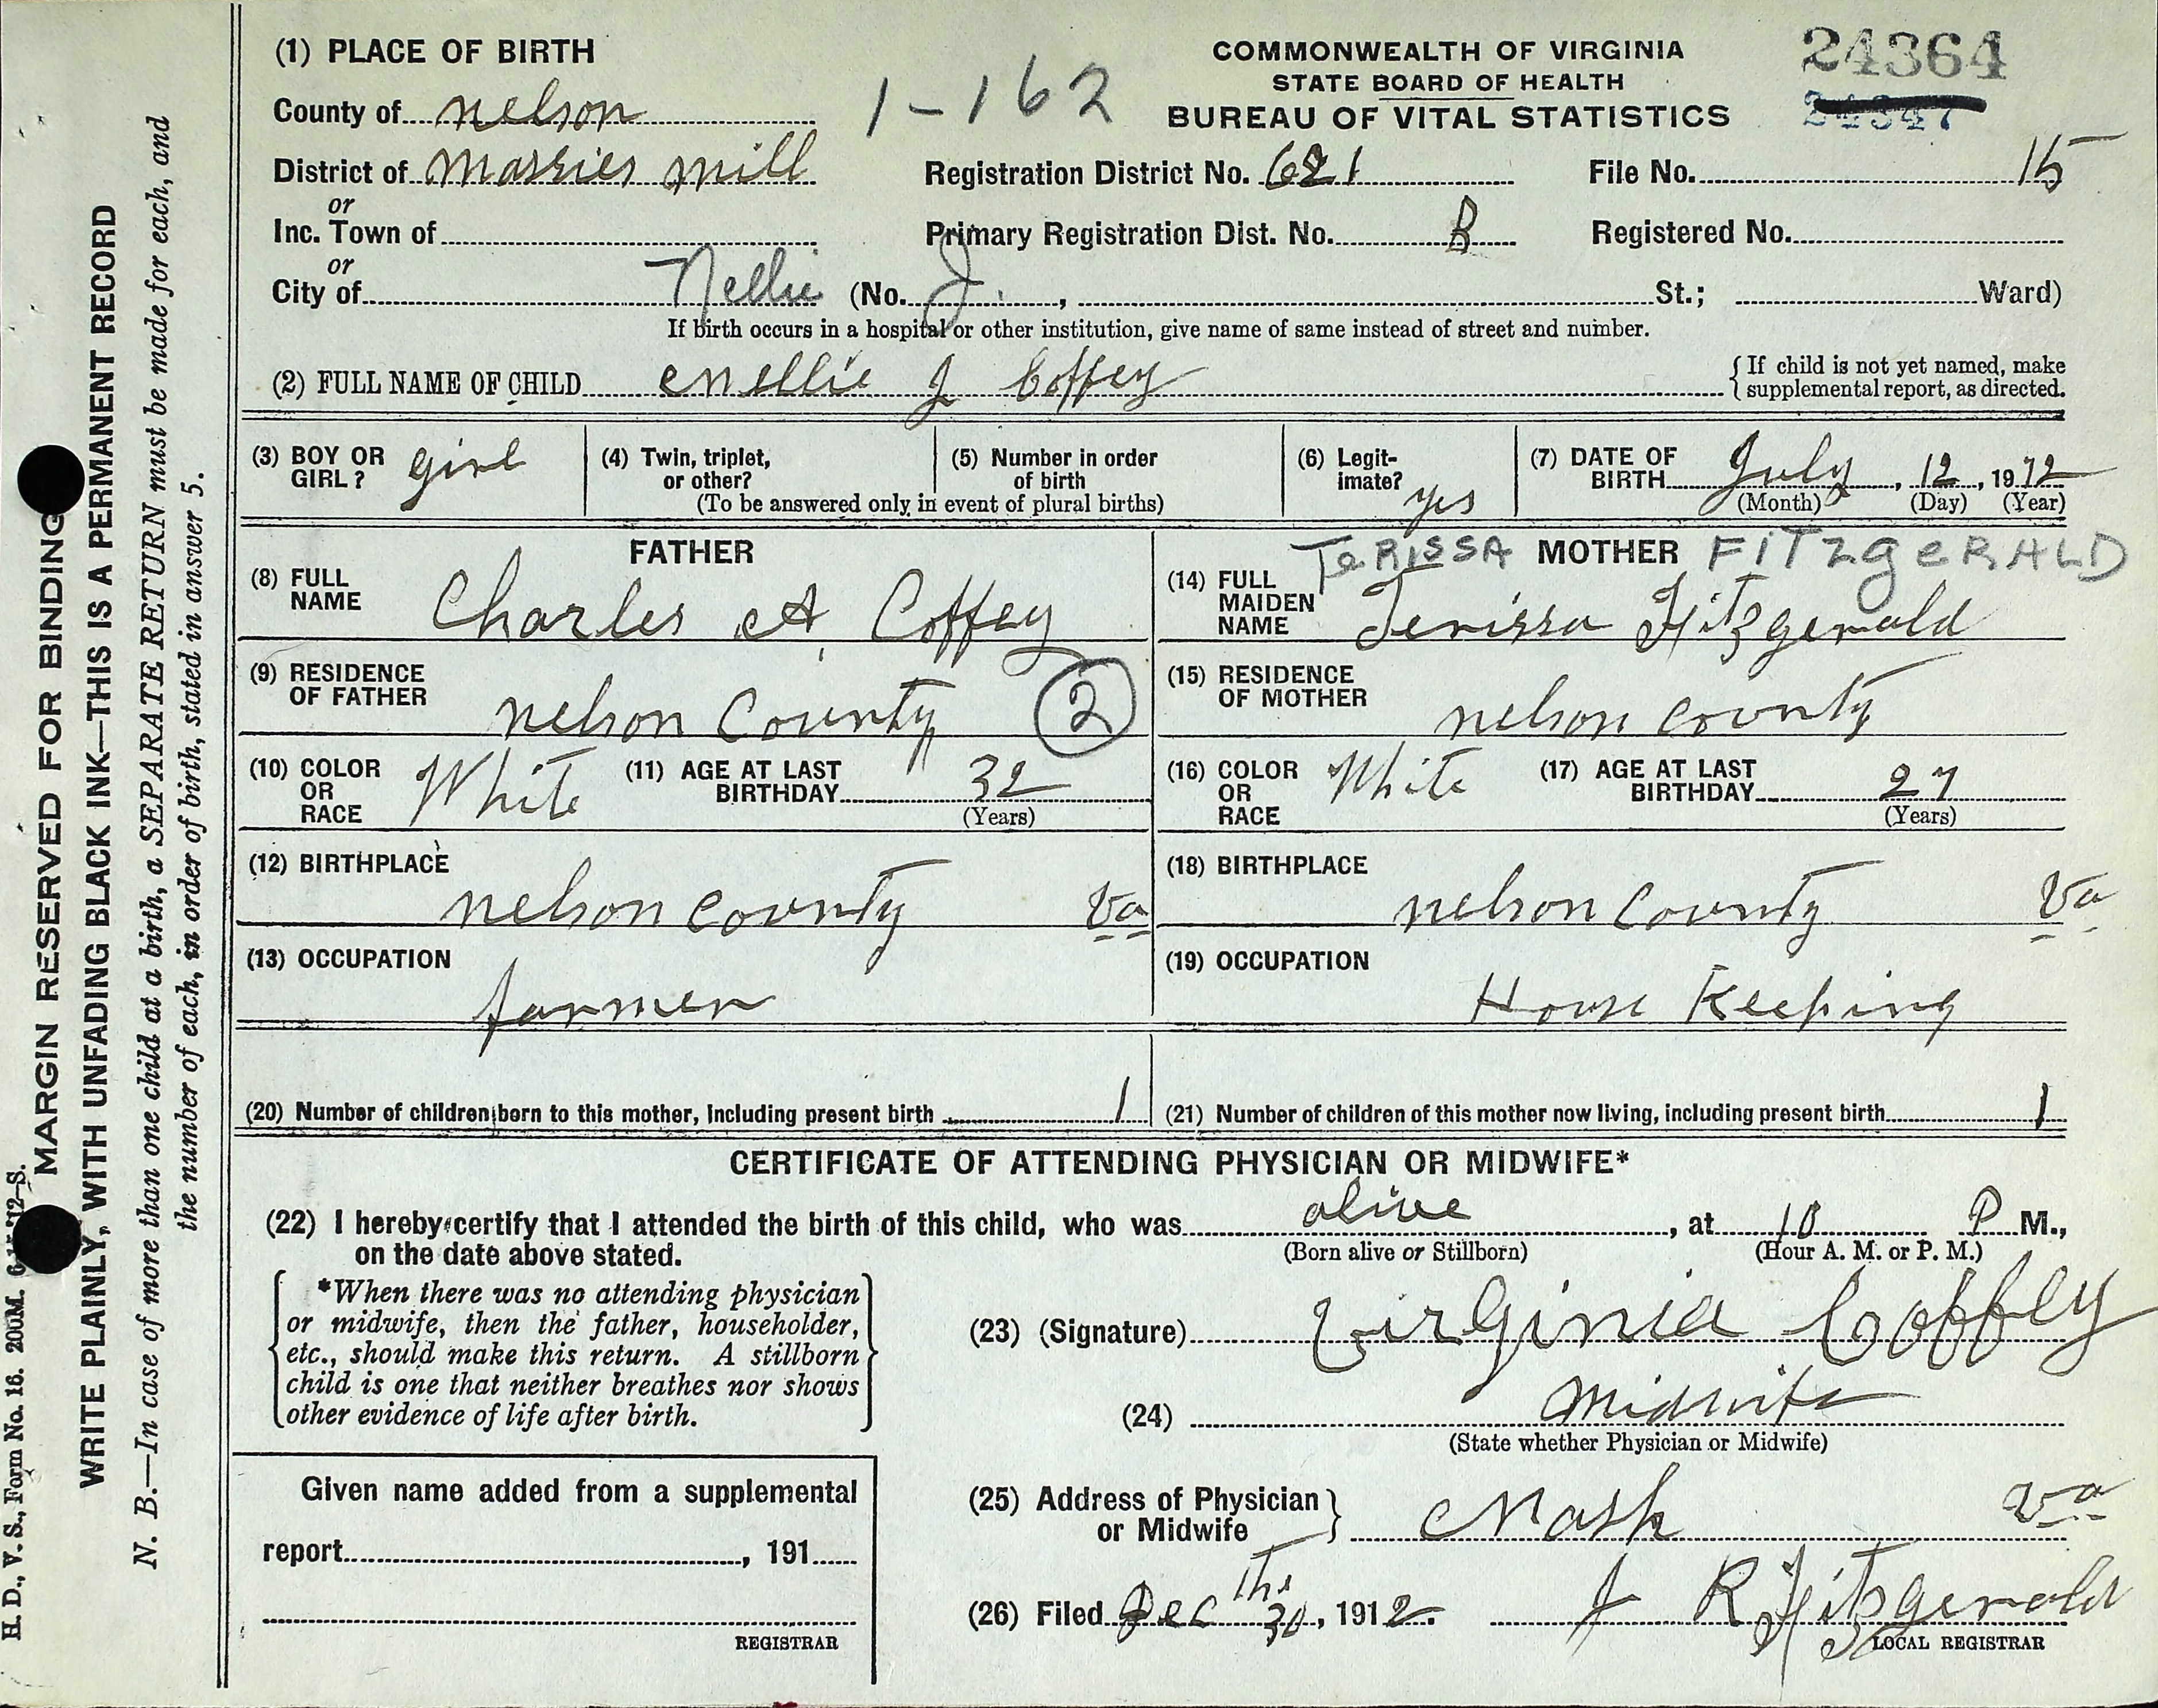 (1) PLACE OF BIRTH
County of nelson
District of Massies mill
or
Inc. Town of
or
City of Nellie (No. J. , St.; Ward)
If birth occurs in a hospital or other institution, give name of same instead of street and number.
1-162
COMMONWEALTH OF VIRGINIA
STATE BOARD OF HEALTH
BUREAU OF VITAL STATISTICS
24364
24347
Registration District No. 621
File No. 15
Primary Registration Dist. No. B
Registered No.
(2) FULL NAME OF CHILD Nellie J Coffey
{ If child is not yet named, make
supplemental report, as directed.
(3) BOY OR GIRL? girl
(4) Twin, triplet, or other?
(5) Number in order of birth
(To be answered only in event of plural births)
(6) Legitimate? yes
(7) DATE OF BIRTH July, 12, 1912
(Month) (Day) (Year)
FATHER
(8) FULL NAME Charles A Coffey
(9) RESIDENCE OF FATHER nelson County
2
(10) COLOR OR RACE White
(11) AGE AT LAST BIRTHDAY 32
(Years)
(12) BIRTHPLACE nelson county Va
(13) OCCUPATION farmer
TeRISSA MOTHER FITZgeRALD
(14) FULL MAIDEN NAME Terissa Fitzgerald
(15) RESIDENCE OF MOTHER nelson county
(16) COLOR OR RACE White
(17) AGE AT LAST BIRTHDAY 27
(Years)
(18) BIRTHPLACE nelson County Va
(19) OCCUPATION House Keeping
(20) Number of children born to this mother, including present birth 1
(21) Number of children of this mother now living, including present birth 1
CERTIFICATE OF ATTENDING PHYSICIAN OR MIDWIFE*
(22) I hereby certify that I attended the birth of this child, who was alive, at 10 P M.,
on the date above stated. (Born alive or Stillborn) (Hour A. M. or P. M.)
*When there was no attending physician
or midwife, then the father, householder,
etc., should make this return. A stillborn
child is one that neither breathes nor shows
other evidence of life after birth.
(23) (Signature) Virginia Coffey
(24) Midwife
(State whether Physician or Midwife)
Given name added from a supplemental
report , 191
REGISTRAR
(25) Address of Physician or Midwife } Nash Va
(26) Filed Dec 30 th, 1912. J R Fitzgerald
LOCAL REGISTRAR
H. D., V. S., Form No. 16. 200M.
MARGIN RESERVED FOR BINDING
WRITE PLAINLY, WITH UNFADING BLACK INK—THIS IS A PERMANENT RECORD
N. B.—In case of more than one child at a birth, a SEPARATE RETURN must be made for each, and
the number of each, in order of birth, stated in answer 5.